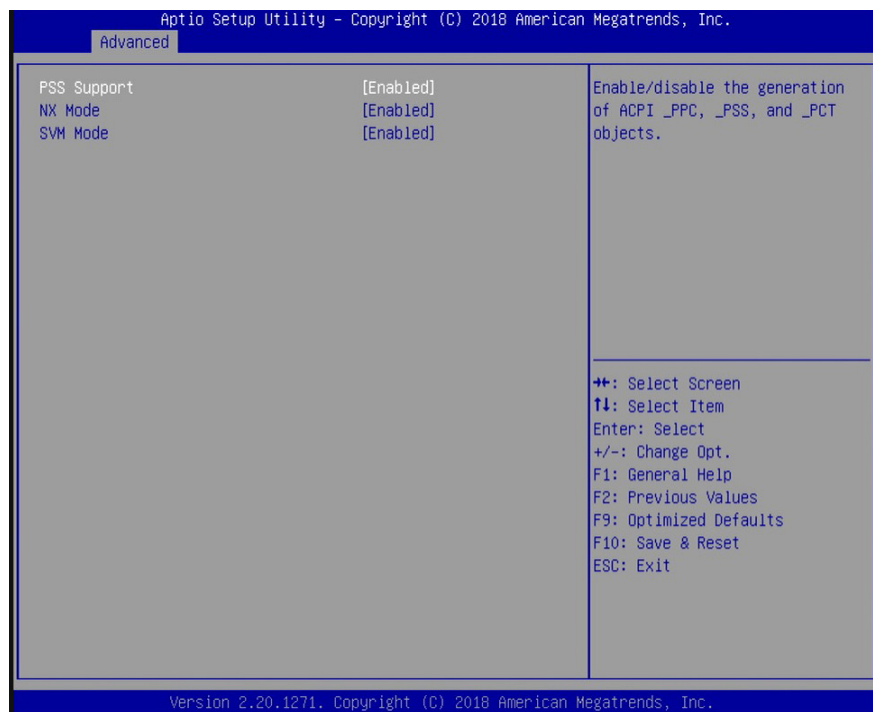 Aptio Setup Utility – Copyright (C) 2018 American Megatrends, Inc.
Advanced
PSS Support [Enabled]
NX Mode [Enabled]
SVM Mode [Enabled]
Enable/disable the generation
of ACPI _PPC, _PSS, and _PCT
objects.
→←: Select Screen
↑↓: Select Item
Enter: Select
+/-: Change Opt.
F1: General Help
F2: Previous Values
F9: Optimized Defaults
F10: Save & Reset
ESC: Exit
Version 2.20.1271. Copyright (C) 2018 American Megatrends, Inc.